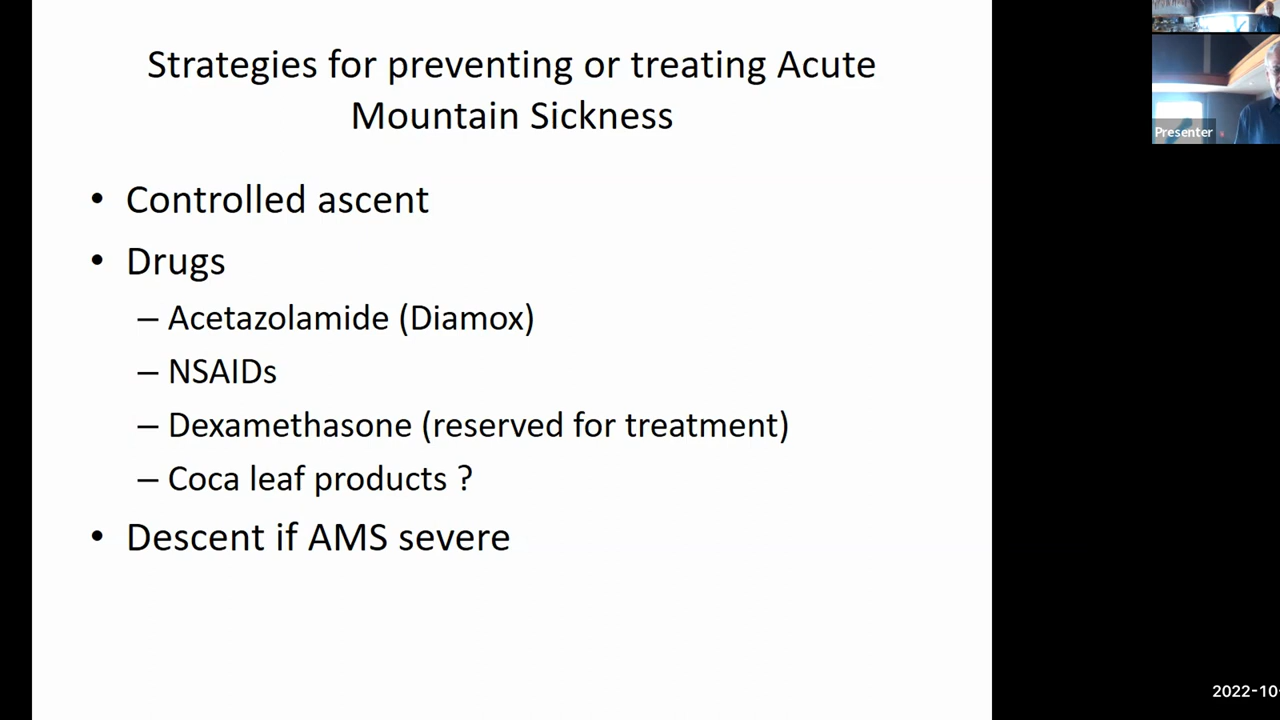 Strategies for preventing or treating Acute
Mountain Sickness
• Controlled ascent
• Drugs
– Acetazolamide (Diamox)
– NSAIDs
– Dexamethasone (reserved for treatment)
– Coca leaf products ?
• Descent if AMS severe
Presenter
2022-10-